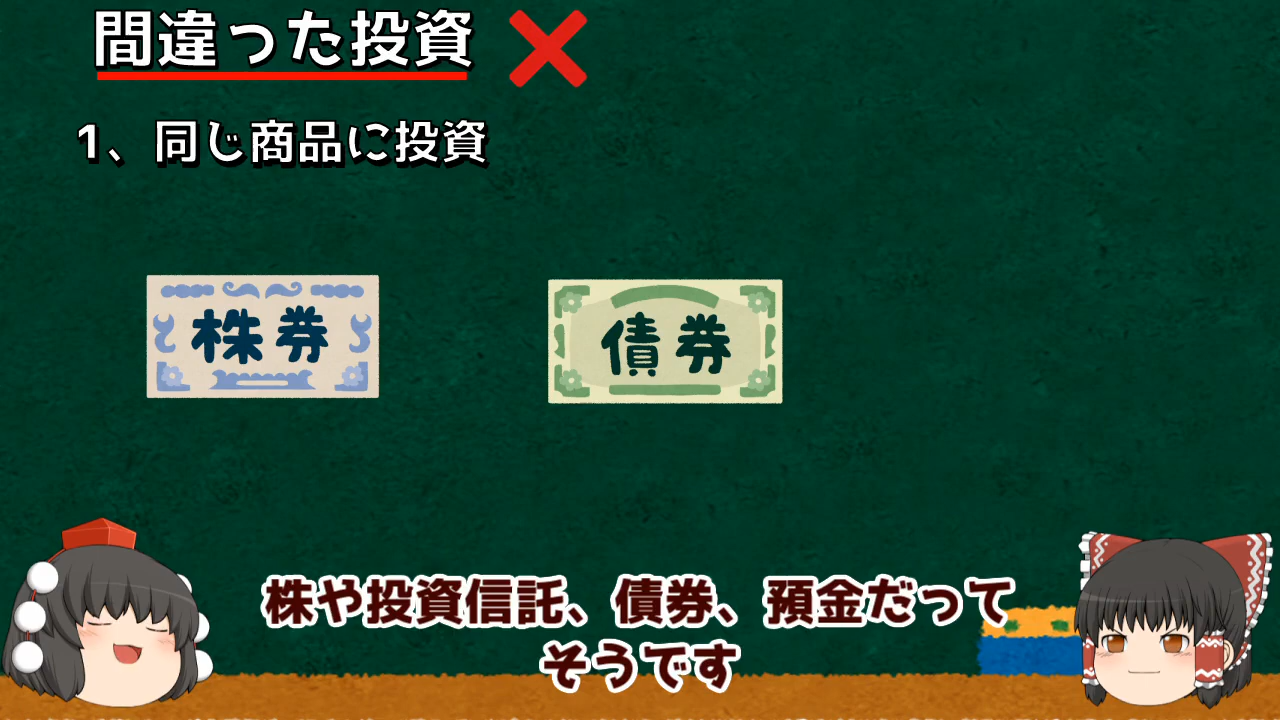 間違った投資
1、同じ商品に投資
株券
債券
株や投資信託、債券、預金だって
そうです